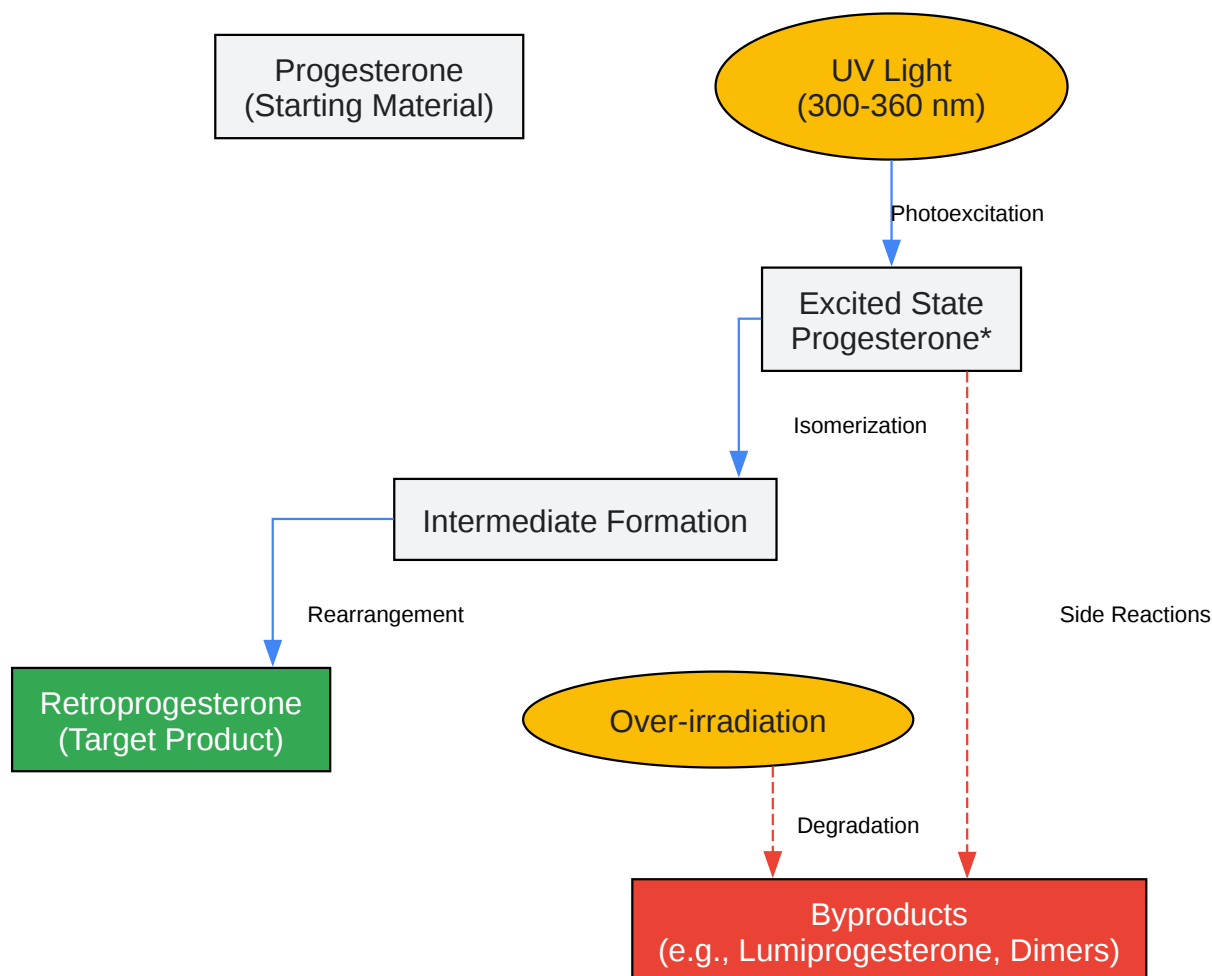 Progesterone
(Starting Material)
UV Light
(300-360 nm)
Photoexcitation
Excited State
Progesterone*
Isomerization
Intermediate Formation
Rearrangement
Side Reactions
Retroprogesterone
(Target Product)
Over-irradiation
Degradation
Byproducts
(e.g., Lumiprogesterone, Dimers)